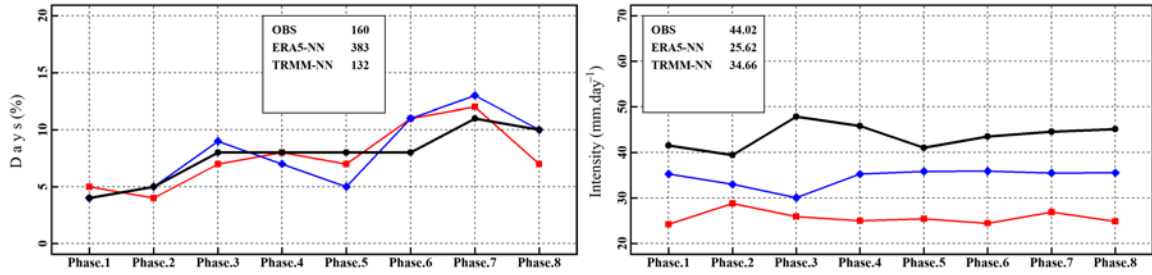 20
15
10
5
0
D a y s (%)
OBS 160
ERA5-NN 383
TRMM-NN 132
Phase.1 Phase.2 Phase.3 Phase.4 Phase.5 Phase.6 Phase.7 Phase.8
70
60
50
40
30
20
Intensity (mm.day⁻¹)
OBS 44.02
ERA5-NN 25.62
TRMM-NN 34.66
Phase.1 Phase.2 Phase.3 Phase.4 Phase.5 Phase.6 Phase.7 Phase.8